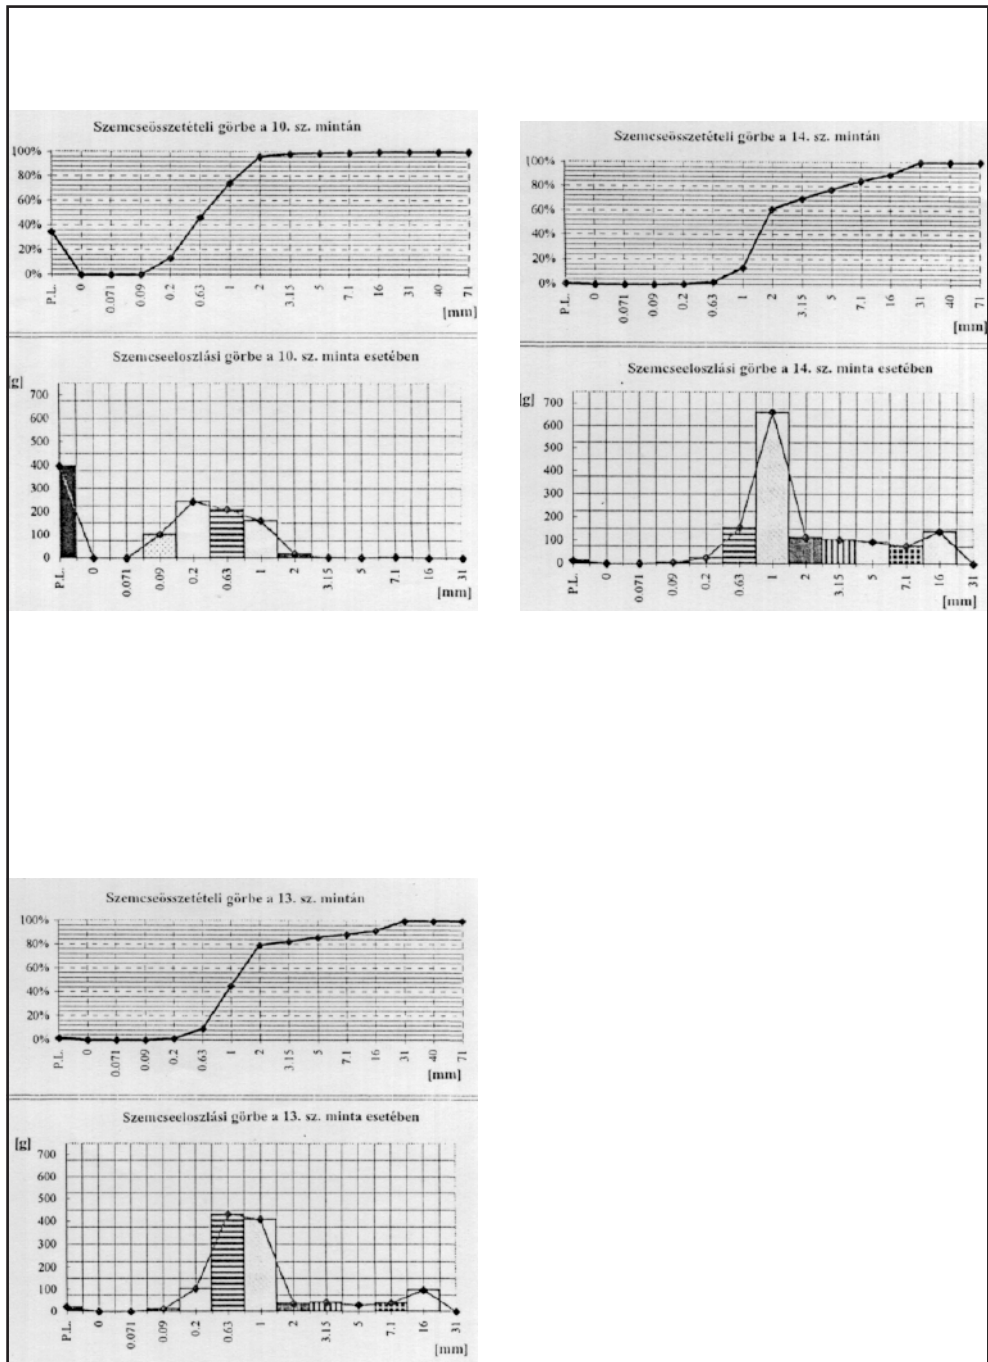 Szemcseösszetételi görbe a 10. sz. mintán
100%
80%
60%
40%
20%
0%
P.L. 0 0.071 0.09 0.2 0.63 1 2 3.15 5 7.1 16 31 40 71
[mm]
Szemcseeloszlási görbe a 10. sz. minta esetében
[g]
700
600
500
400
300
200
100
0
P.L. 0 0.071 0.09 0.2 0.63 1 2 3.15 5 7.1 16 31
[mm]
Szemcseösszetételi görbe a 14. sz. mintán
100%
80%
60%
40%
20%
0%
P.L. 0 0.071 0.09 0.2 0.63 1 2 3.15 5 7.1 16 31 40 71
[mm]
Szemcseeloszlási görbe a 14. sz. minta esetében
[g]
700
600
500
400
300
200
100
0
P.L. 0 0.071 0.09 0.2 0.63 1 2 3.15 5 7.1 16 31
[mm]
Szemcseösszetételi görbe a 13. sz. mintán
100%
80%
60%
40%
20%
0%
P.L. 0 0.071 0.09 0.2 0.63 1 2 3.15 5 7.1 16 31 40 71
[mm]
Szemcseeloszlási görbe a 13. sz. minta esetében
[g]
700
600
500
400
300
200
100
0
P.L. 0 0.071 0.09 0.2 0.63 1 2 3.15 5 7.1 16 31
[mm]